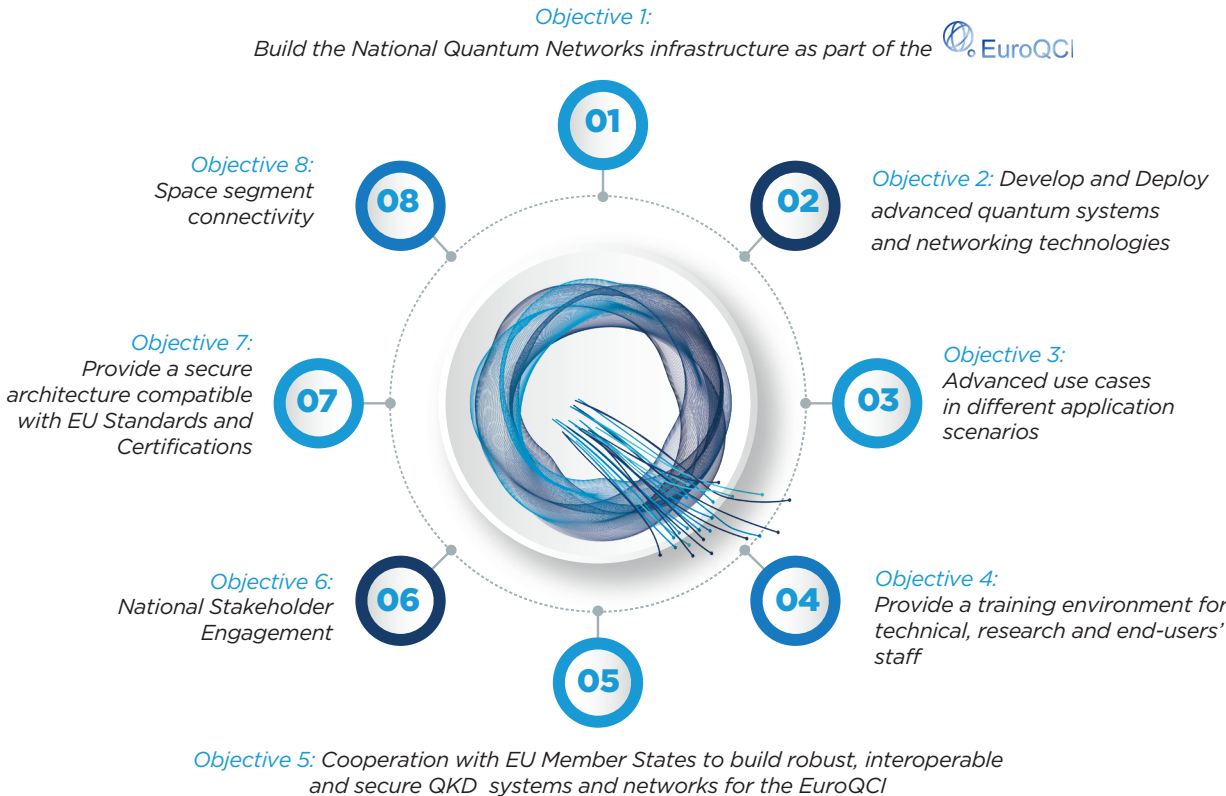 Objective 1:
Build the National Quantum Networks infrastructure as part of the EuroQCI
01
Objective 2: Develop and Deploy
advanced quantum systems
and networking technologies
02
Objective 3:
Advanced use cases
in different application
scenarios
03
Objective 4:
Provide a training environment for
technical, research and end-users’
staff
04
05
Objective 5: Cooperation with EU Member States to build robust, interoperable
and secure QKD systems and networks for the EuroQCI
Objective 6:
National Stakeholder
Engagement
06
Objective 7:
Provide a secure
architecture compatible
with EU Standards and
Certifications
07
Objective 8:
Space segment
connectivity
08